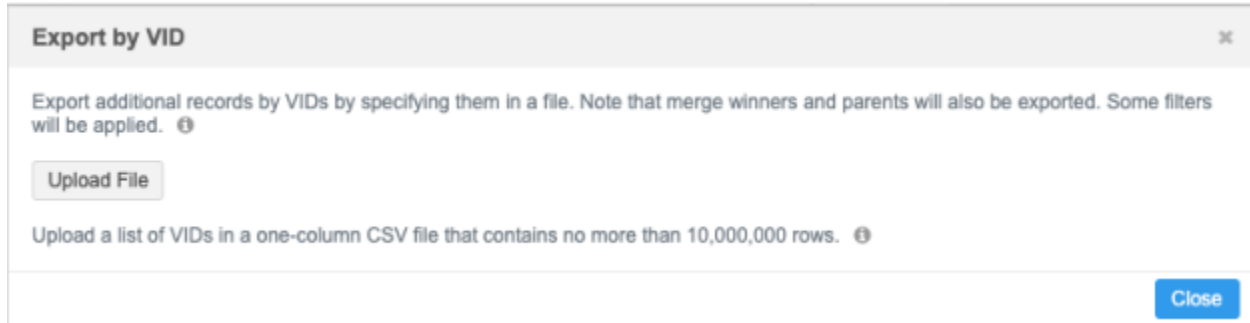 Export by VID
Export additional records by VIDs by specifying them in a file. Note that merge winners and parents will also be exported. Some filters
will be applied.
Upload File
Upload a list of VIDs in a one-column CSV file that contains no more than 10,000,000 rows.
Close